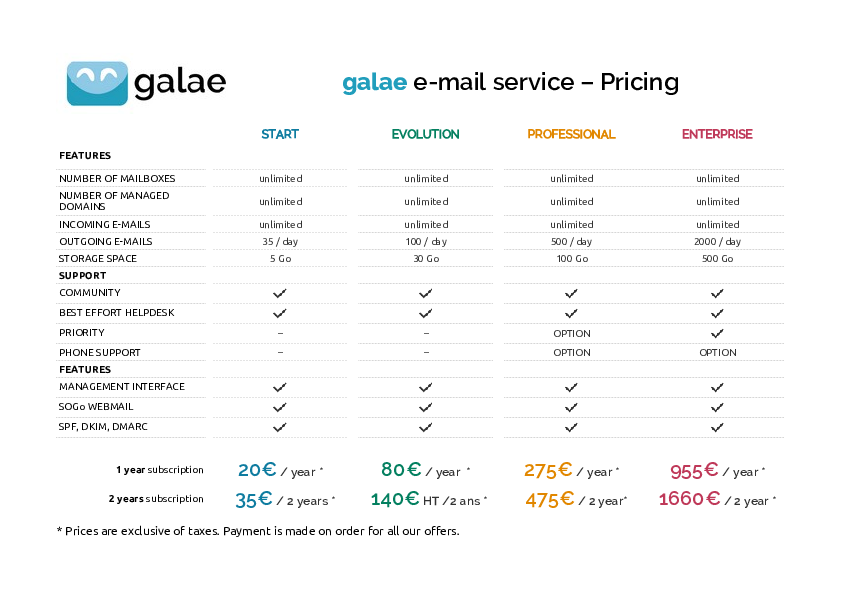 galae
galae e-mail service – Pricing
START EVOLUTION PROFESSIONAL ENTERPRISE
FEATURES
NUMBER OF MAILBOXES unlimited unlimited unlimited unlimited
NUMBER OF MANAGED
DOMAINS unlimited unlimited unlimited unlimited
INCOMING E-MAILS unlimited unlimited unlimited unlimited
OUTGOING E-MAILS 35 / day 100 / day 500 / day 2000 / day
STORAGE SPACE 5 Go 30 Go 100 Go 500 Go
SUPPORT
COMMUNITY ✓ ✓ ✓ ✓
BEST EFFORT HELPDESK ✓ ✓ ✓ ✓
PRIORITY – – OPTION ✓
PHONE SUPPORT – – OPTION OPTION
FEATURES
MANAGEMENT INTERFACE ✓ ✓ ✓ ✓
SOGo WEBMAIL ✓ ✓ ✓ ✓
SPF, DKIM, DMARC ✓ ✓ ✓ ✓
1 year subscription 20€ / year * 80€ / year * 275€ / year * 955€ / year *
2 years subscription 35€ / 2 years * 140€ HT /2 ans * 475€ / 2 year* 1660€ / 2 year *
* Prices are exclusive of taxes. Payment is made on order for all our offers.